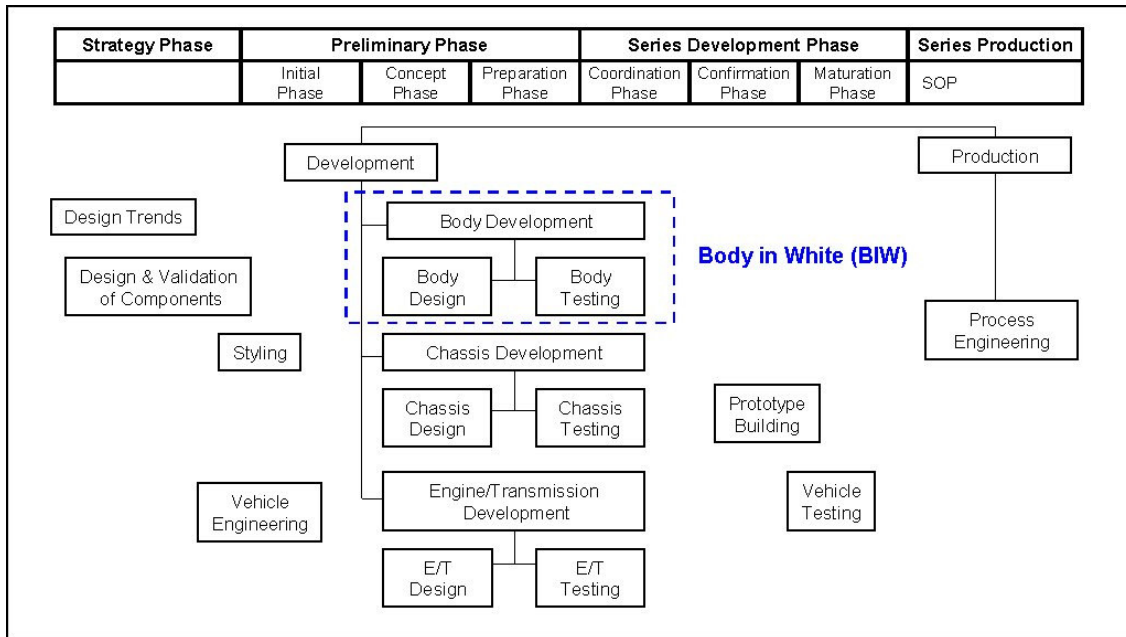 Strategy Phase
Preliminary Phase
Series Development Phase
Series Production
Initial
Phase
Concept
Phase
Preparation
Phase
Coordination
Phase
Confirmation
Phase
Maturation
Phase
SOP
Development
Production
Design Trends
Body Development
Body in White (BIW)
Design & Validation
of Components
Body
Design
Body
Testing
Process
Engineering
Styling
Chassis Development
Chassis
Design
Chassis
Testing
Prototype
Building
Vehicle
Engineering
Engine/Transmission
Development
Vehicle
Testing
E/T
Design
E/T
Testing